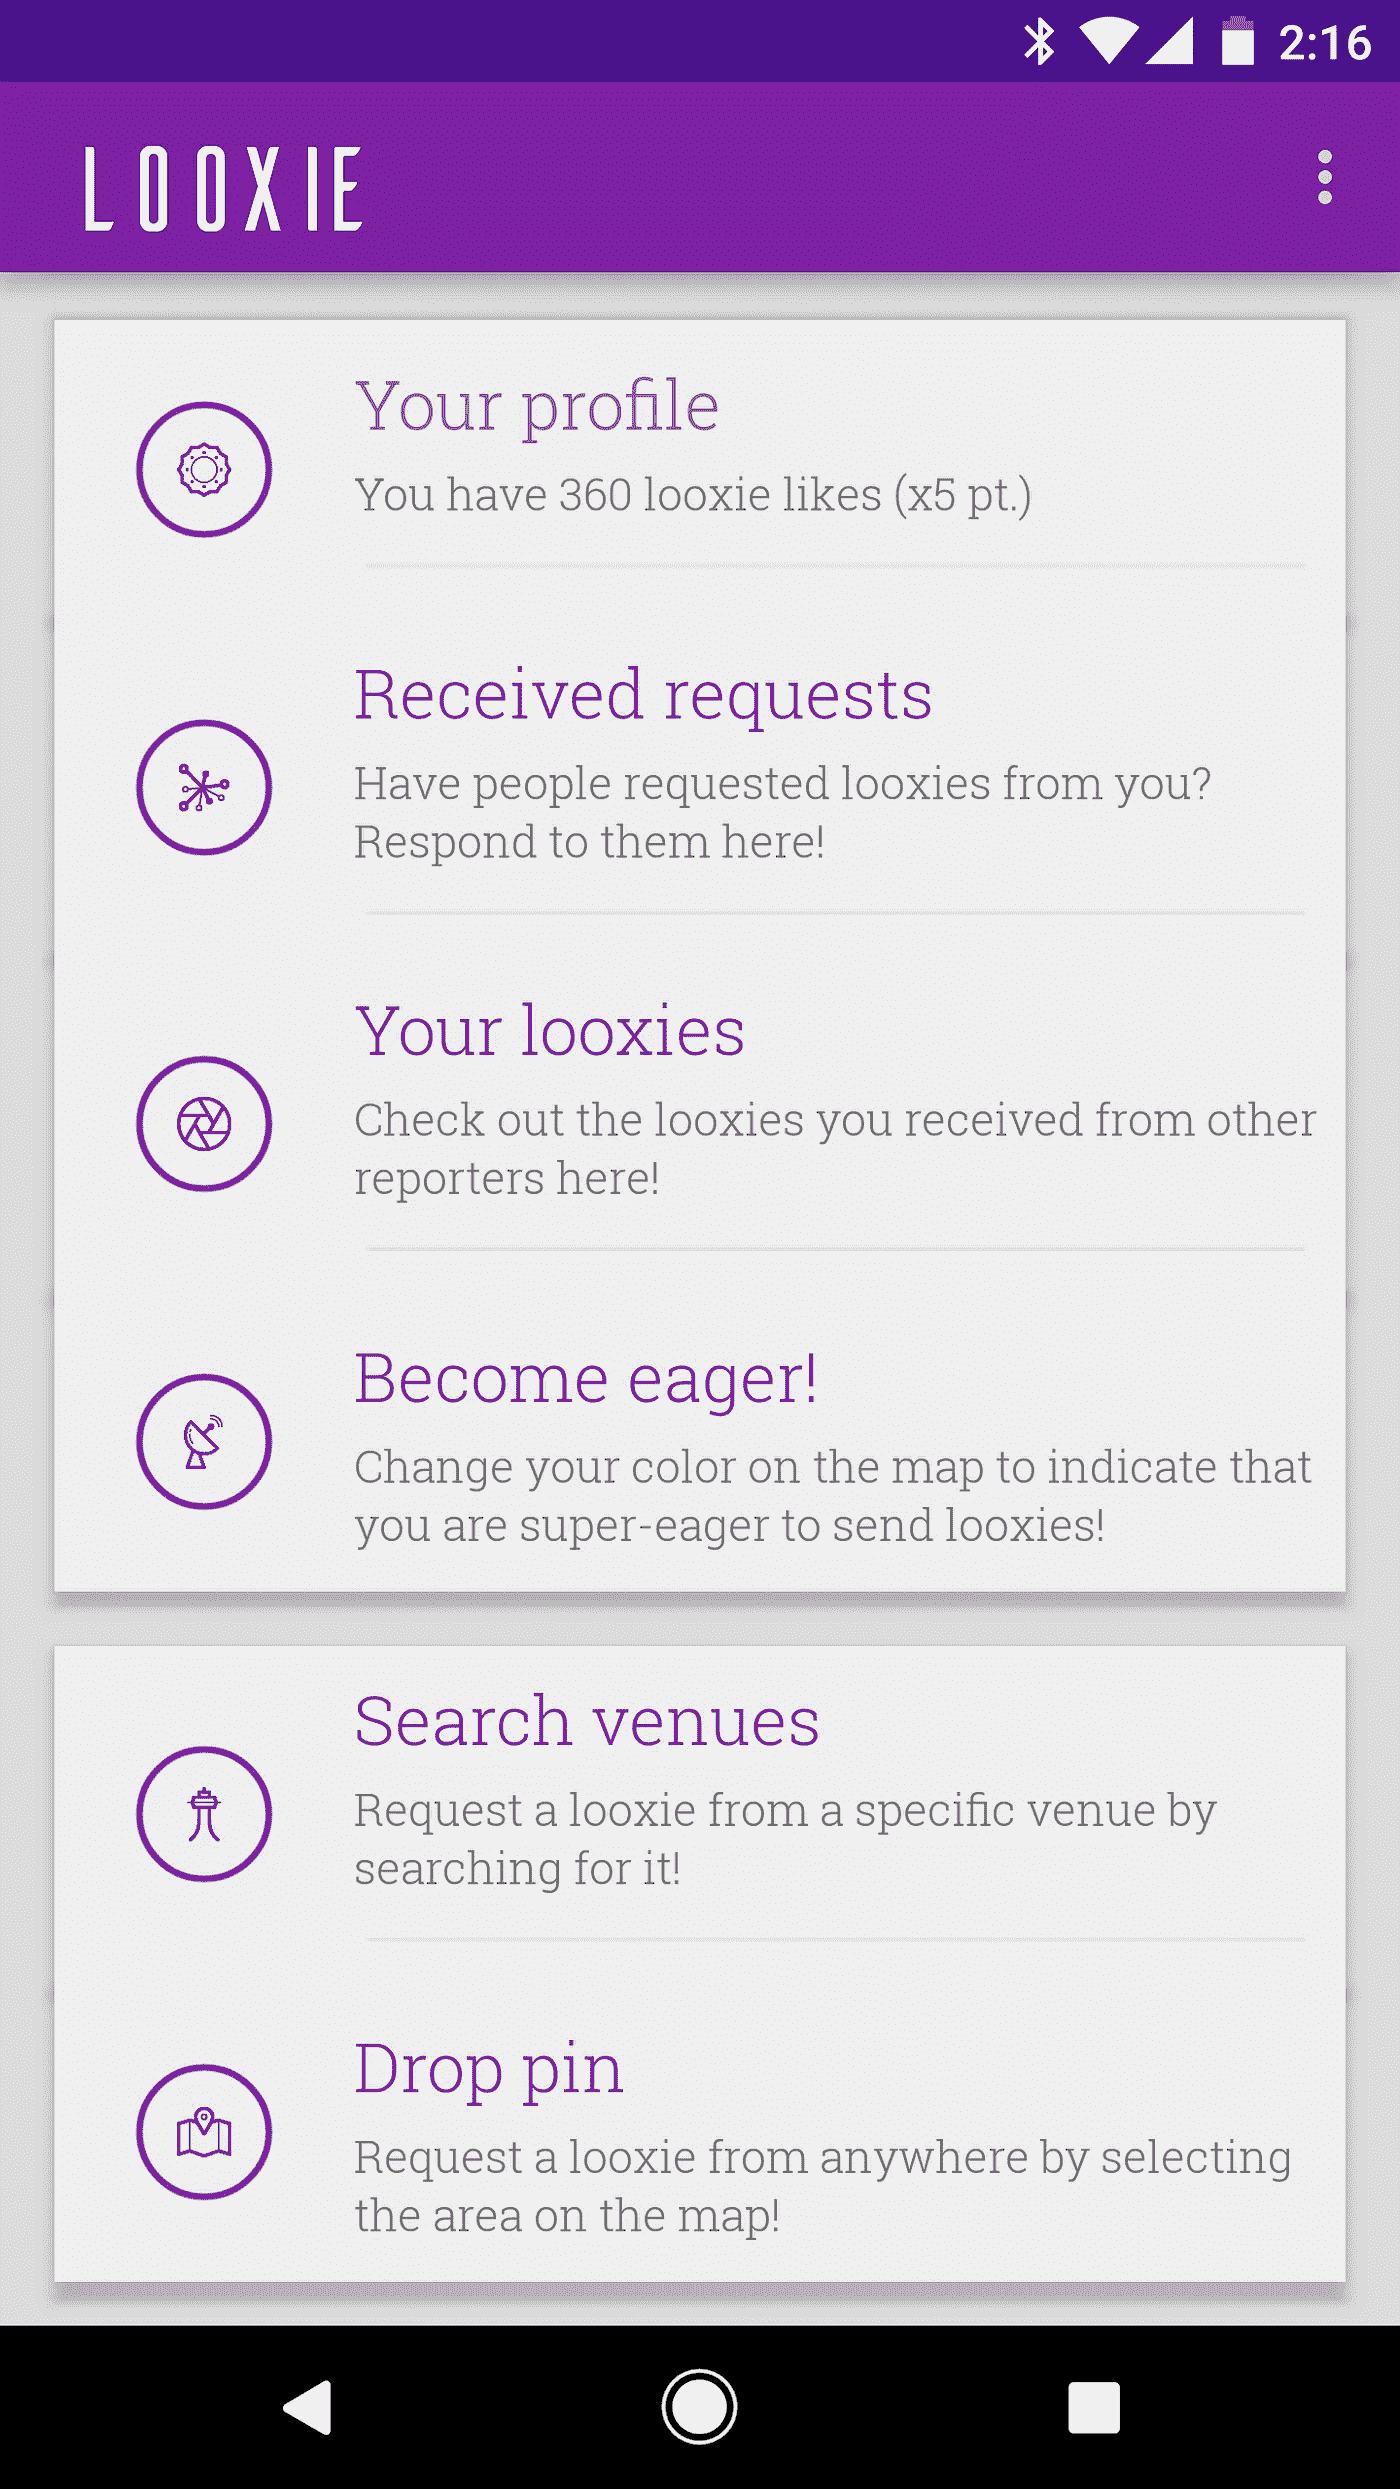 2:16
LOOXIE
Your profile
You have 360 looxie likes (x5 pt.)
Received requests
Have people requested looxies from you?
Respond to them here!
Your looxies
Check out the looxies you received from other
reporters here!
Become eager!
Change your color on the map to indicate that
you are super-eager to send looxies!
Search venues
Request a looxie from a specific venue by
searching for it!
Drop pin
Request a looxie from anywhere by selecting
the area on the map!